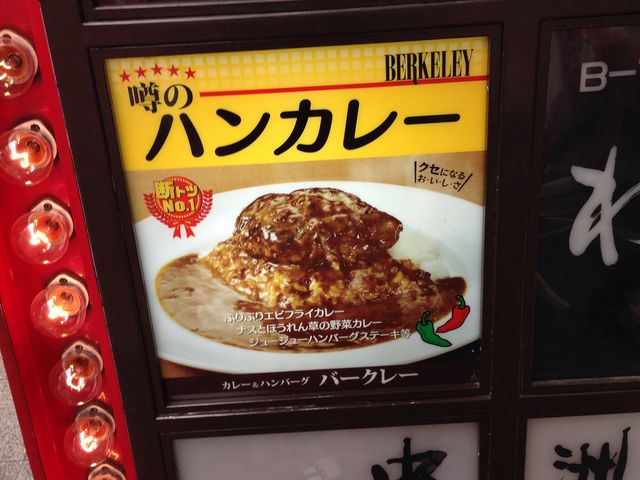 BERKELEY
噂の
ハンカレー
クセになる
お・い・し・さ
断トツ
No.1
ぷりぷりエビフライカレー
ナスとほうれん草の野菜カレー
ジュージューハンバーグステーキ等
カレー&ハンバーグ バークレー
B-
れ